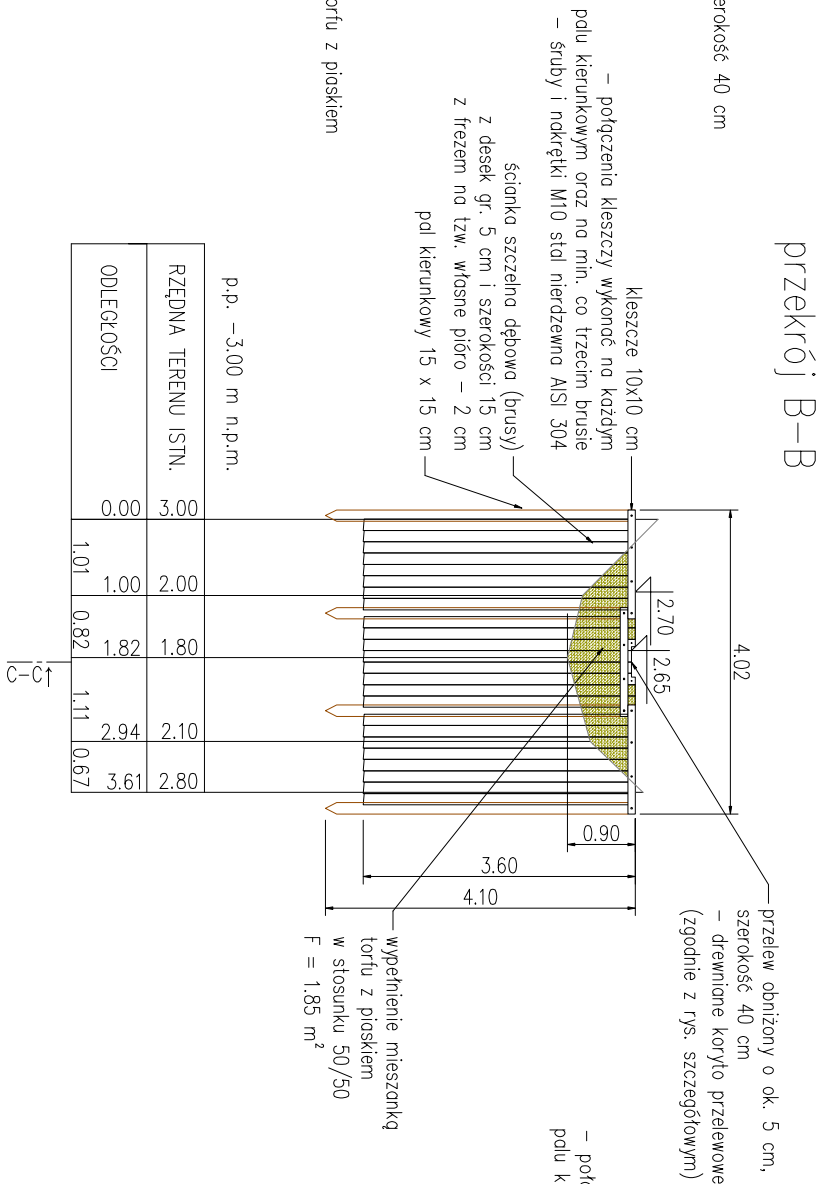 przekrój B-B
erokość 40 cm
orfu z piaskiem
kleszcze 10x10 cm
- połączenia kleszczy wykonać na każdym
palu kierunkowym oraz na min. co trzecim brusie
- śruby i nakrętki M10 stal nierdzewna AISI 304
ścianka szczelna dębowa (brusy)
z desek gr. 5 cm i szerokości 15 cm
z frezem na tzw. własne pióro - 2 cm
pal kierunkowy 15 x 15 cm
4.02
2.70
2.65
0.90
3.60
4.10
przelew obniżony o ok. 5 cm,
szerokość 40 cm
- drewniane koryto przelewowe
(zgodnie z rys. szczegółowym)
wypełnienie mieszanką
torfu z piaskiem
w stosunku 50/50
F = 1.85 m²
p.p. -3.00 m n.p.m.
RZĘDNA TERENU ISTN. 3.00 2.00 1.80 2.10 2.80
ODLEGŁOŚCI 0.00 1.00 1.82 2.94 3.61
1.01 0.82 1.11 0.67
C-C
- poł
palu k